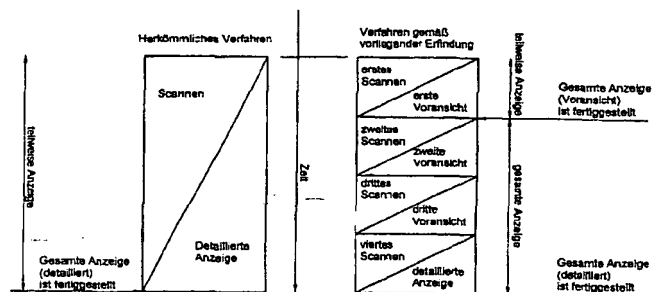 Herkömmliches Verfahren
Verfahren gemäß
vorliegender Erfindung
teilweise Anzeige
Scannen
Detaillierte
Anzeige
Gesamte Anzeige
(detailliert)
ist fertiggestellt
Zeit
erstes
Scannen
erste
Voransicht
zweites
Scannen
zweite
Voransicht
drittes
Scannen
dritte
Voransicht
viertes
Scannen
detaillierte
Anzeige
teilweise Anzeige
gesamte Anzeige
Gesamte Anzeige
(Voransicht)
ist fertiggestellt
Gesamte Anzeige
(detailliert)
ist fertiggestellt